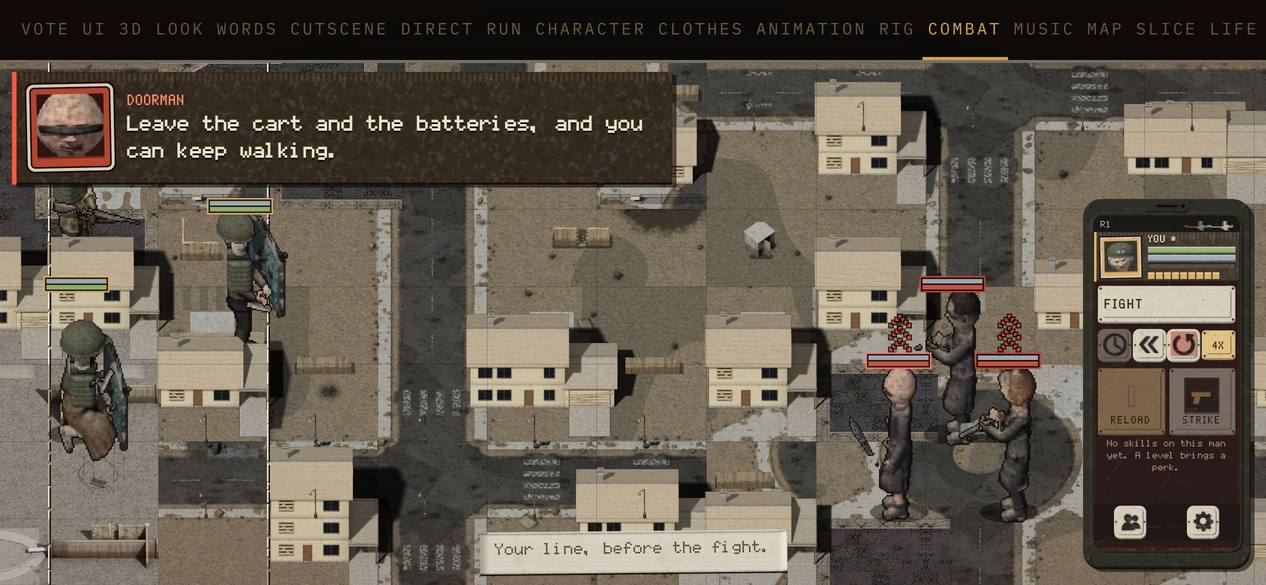 VOTE UI 3D LOOK WORDS CUTSCENE DIRECT RUN CHARACTER CLOTHES ANIMATION RIG COMBAT MUSIC MAP SLICE LIFE
DOORMAN
Leave the cart and the batteries, and you
can keep walking.
R1
YOU *
FIGHT
4X
RELOAD
STRIKE
No skills on this man
yet. A level brings a
perk.
Your line, before the fight.